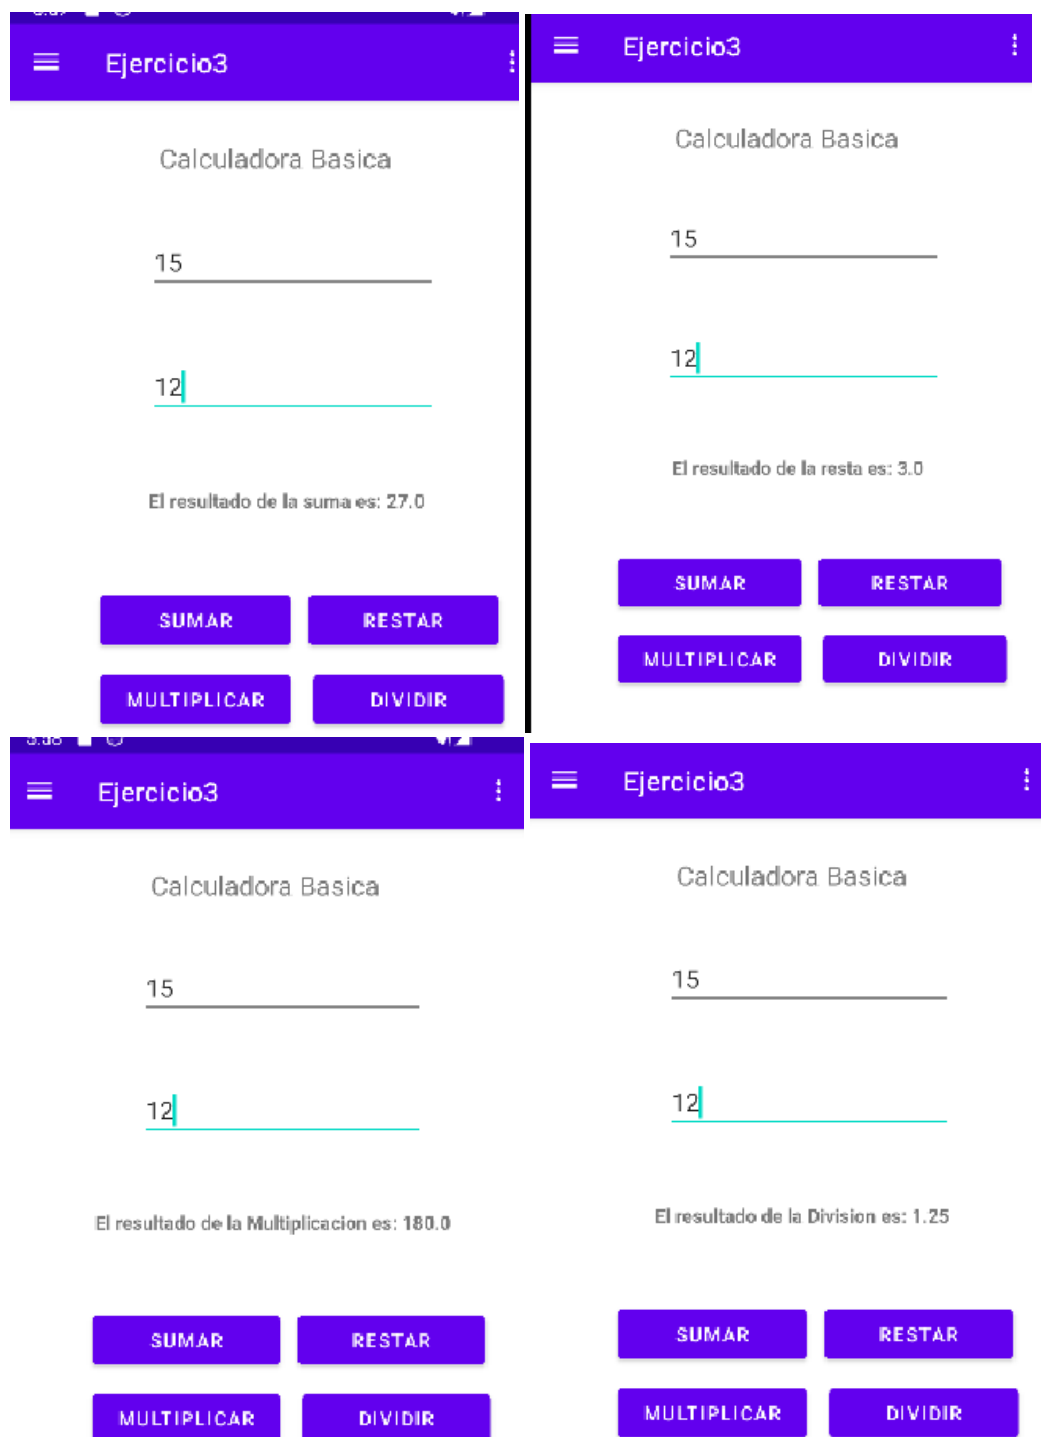 Ejercicio3
Calculadora Basica
15
12
El resultado de la suma es: 27.0
SUMAR RESTAR
MULTIPLICAR DIVIDIR
Ejercicio3
Calculadora Basica
15
12
El resultado de la resta es: 3.0
SUMAR RESTAR
MULTIPLICAR DIVIDIR
Ejercicio3
Calculadora Basica
15
12
El resultado de la Multiplicacion es: 180.0
SUMAR RESTAR
MULTIPLICAR DIVIDIR
Ejercicio3
Calculadora Basica
15
12
El resultado de la Division es: 1.25
SUMAR RESTAR
MULTIPLICAR DIVIDIR